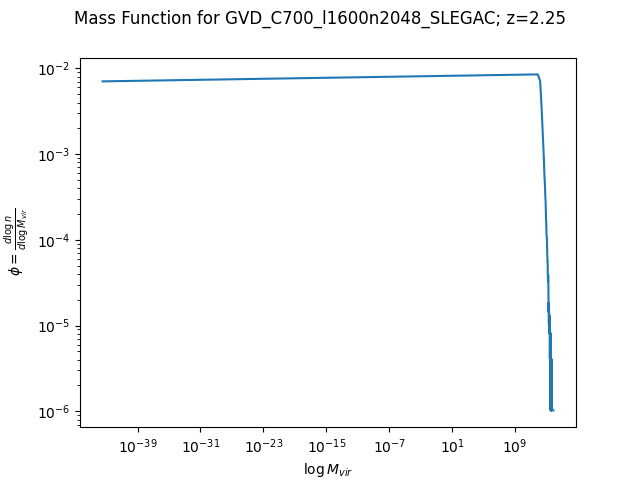 Mass Function for GVD_C700_l1600n2048_SLEGAC; z=2.25
10⁻²
10⁻³
10⁻⁴
10⁻⁵
10⁻⁶
ϕ = d log n / d log M_vir
10⁻³⁹ 10⁻³¹ 10⁻²³ 10⁻¹⁵ 10⁻⁷ 10¹ 10⁹
log M_vir